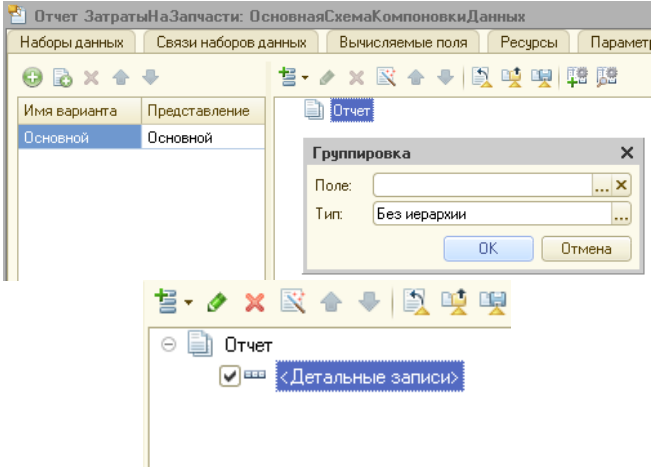 Отчет ЗатратыНаЗапчасти: ОсновнаяСхемаКомпоновкиДанных
Наборы данных Связи наборов данных Вычисляемые поля Ресурсы Парамет
Имя варианта Представление
Основной Основной
Отчет
Группировка
Поле:
Тип: Без иерархии
ОК Отмена
Отчет
<Детальные записи>